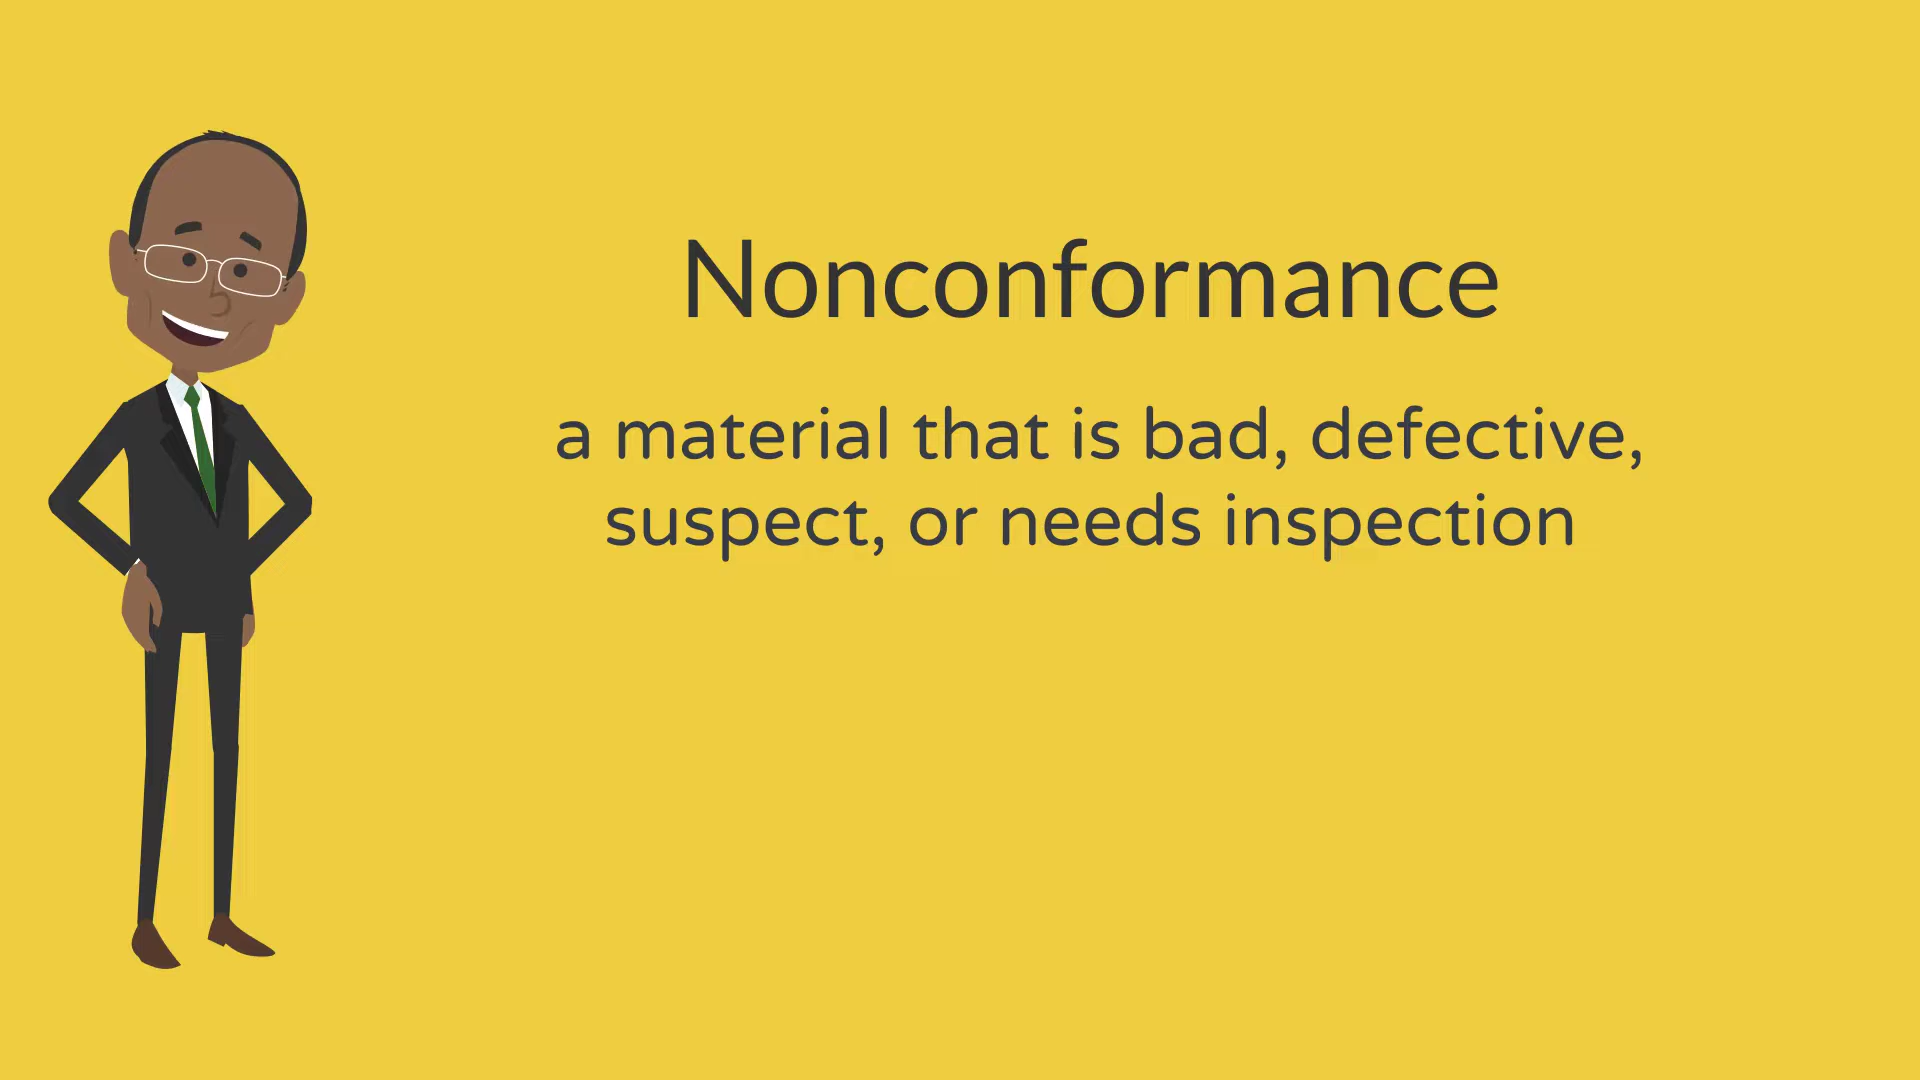 Nonconformance
a material that is bad, defective,
suspect, or needs inspection